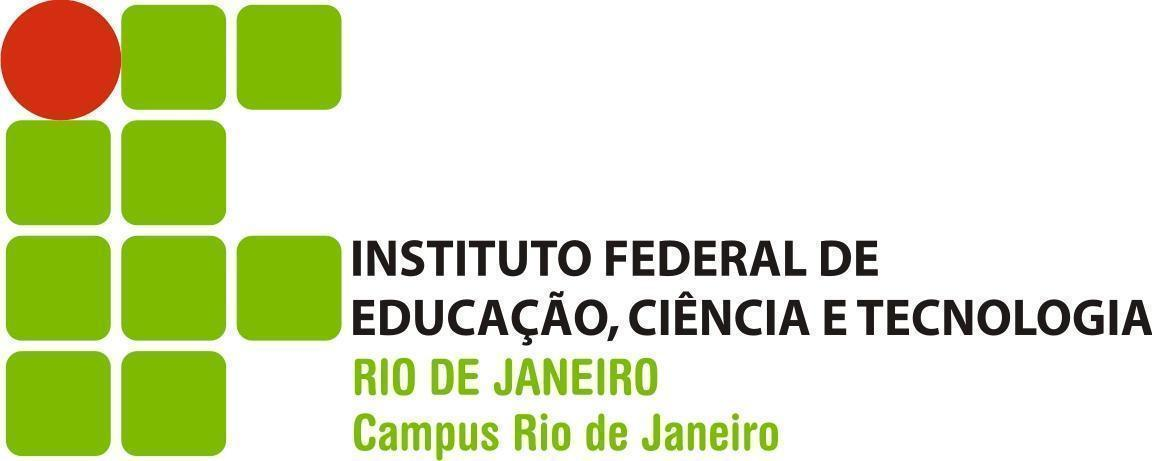 INSTITUTO FEDERAL DE
EDUCAÇÃO, CIÊNCIA E TECNOLOGIA
RIO DE JANEIRO
Campus Rio de Janeiro